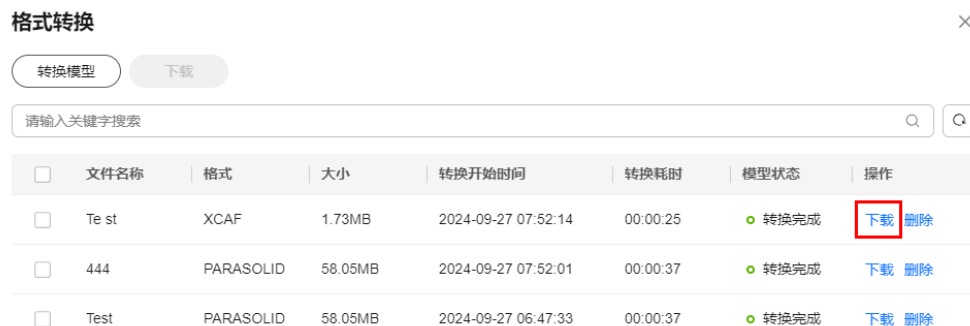 格式转换
转换模型 下载
请输入关键字搜索
文件名称 格式 大小 转换开始时间 转换耗时 模型状态 操作
Te st XCAF 1.73MB 2024-09-27 07:52:14 00:00:25 转换完成 下载 删除
444 PARASOLID 58.05MB 2024-09-27 07:52:01 00:00:37 转换完成 下载 删除
Test PARASOLID 58.05MB 2024-09-27 06:47:33 00:00:37 转换完成 下载 删除